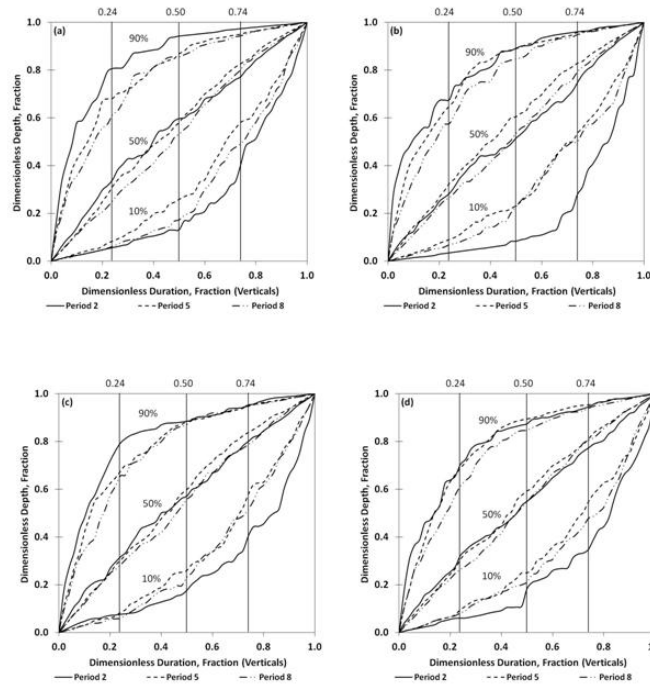 0.24 0.50 0.74
(a)
1.0
0.8
0.6
0.4
0.2
0.0
90%
50%
10%
0.0 0.2 0.4 0.6 0.8 1.0
Dimensionless Depth, Fraction
Dimensionless Duration, Fraction (Verticals)
Period 2 Period 5 Period 8
0.24 0.50 0.74
(b)
1.0
0.8
0.6
0.4
0.2
0.0
90%
50%
10%
0.0 0.2 0.4 0.6 0.8 1.0
Dimensionless Depth, Fraction
Dimensionless Duration, Fraction (Verticals)
Period 2 Period 5 Period 8
0.24 0.50 0.74
(c)
1.0
0.8
0.6
0.4
0.2
0.0
90%
50%
10%
0.0 0.2 0.4 0.6 0.8 1.0
Dimensionless Depth, Fraction
Dimensionless Duration, Fraction (Verticals)
Period 2 Period 5 Period 8
0.24 0.50 0.74
(d)
1.0
0.8
0.6
0.4
0.2
0.0
90%
50%
10%
0.0 0.2 0.4 0.6 0.8
Dimensionless Depth, Fraction
Dimensionless Duration, Fraction (Verticals)
Period 2 Period 5 Period 8